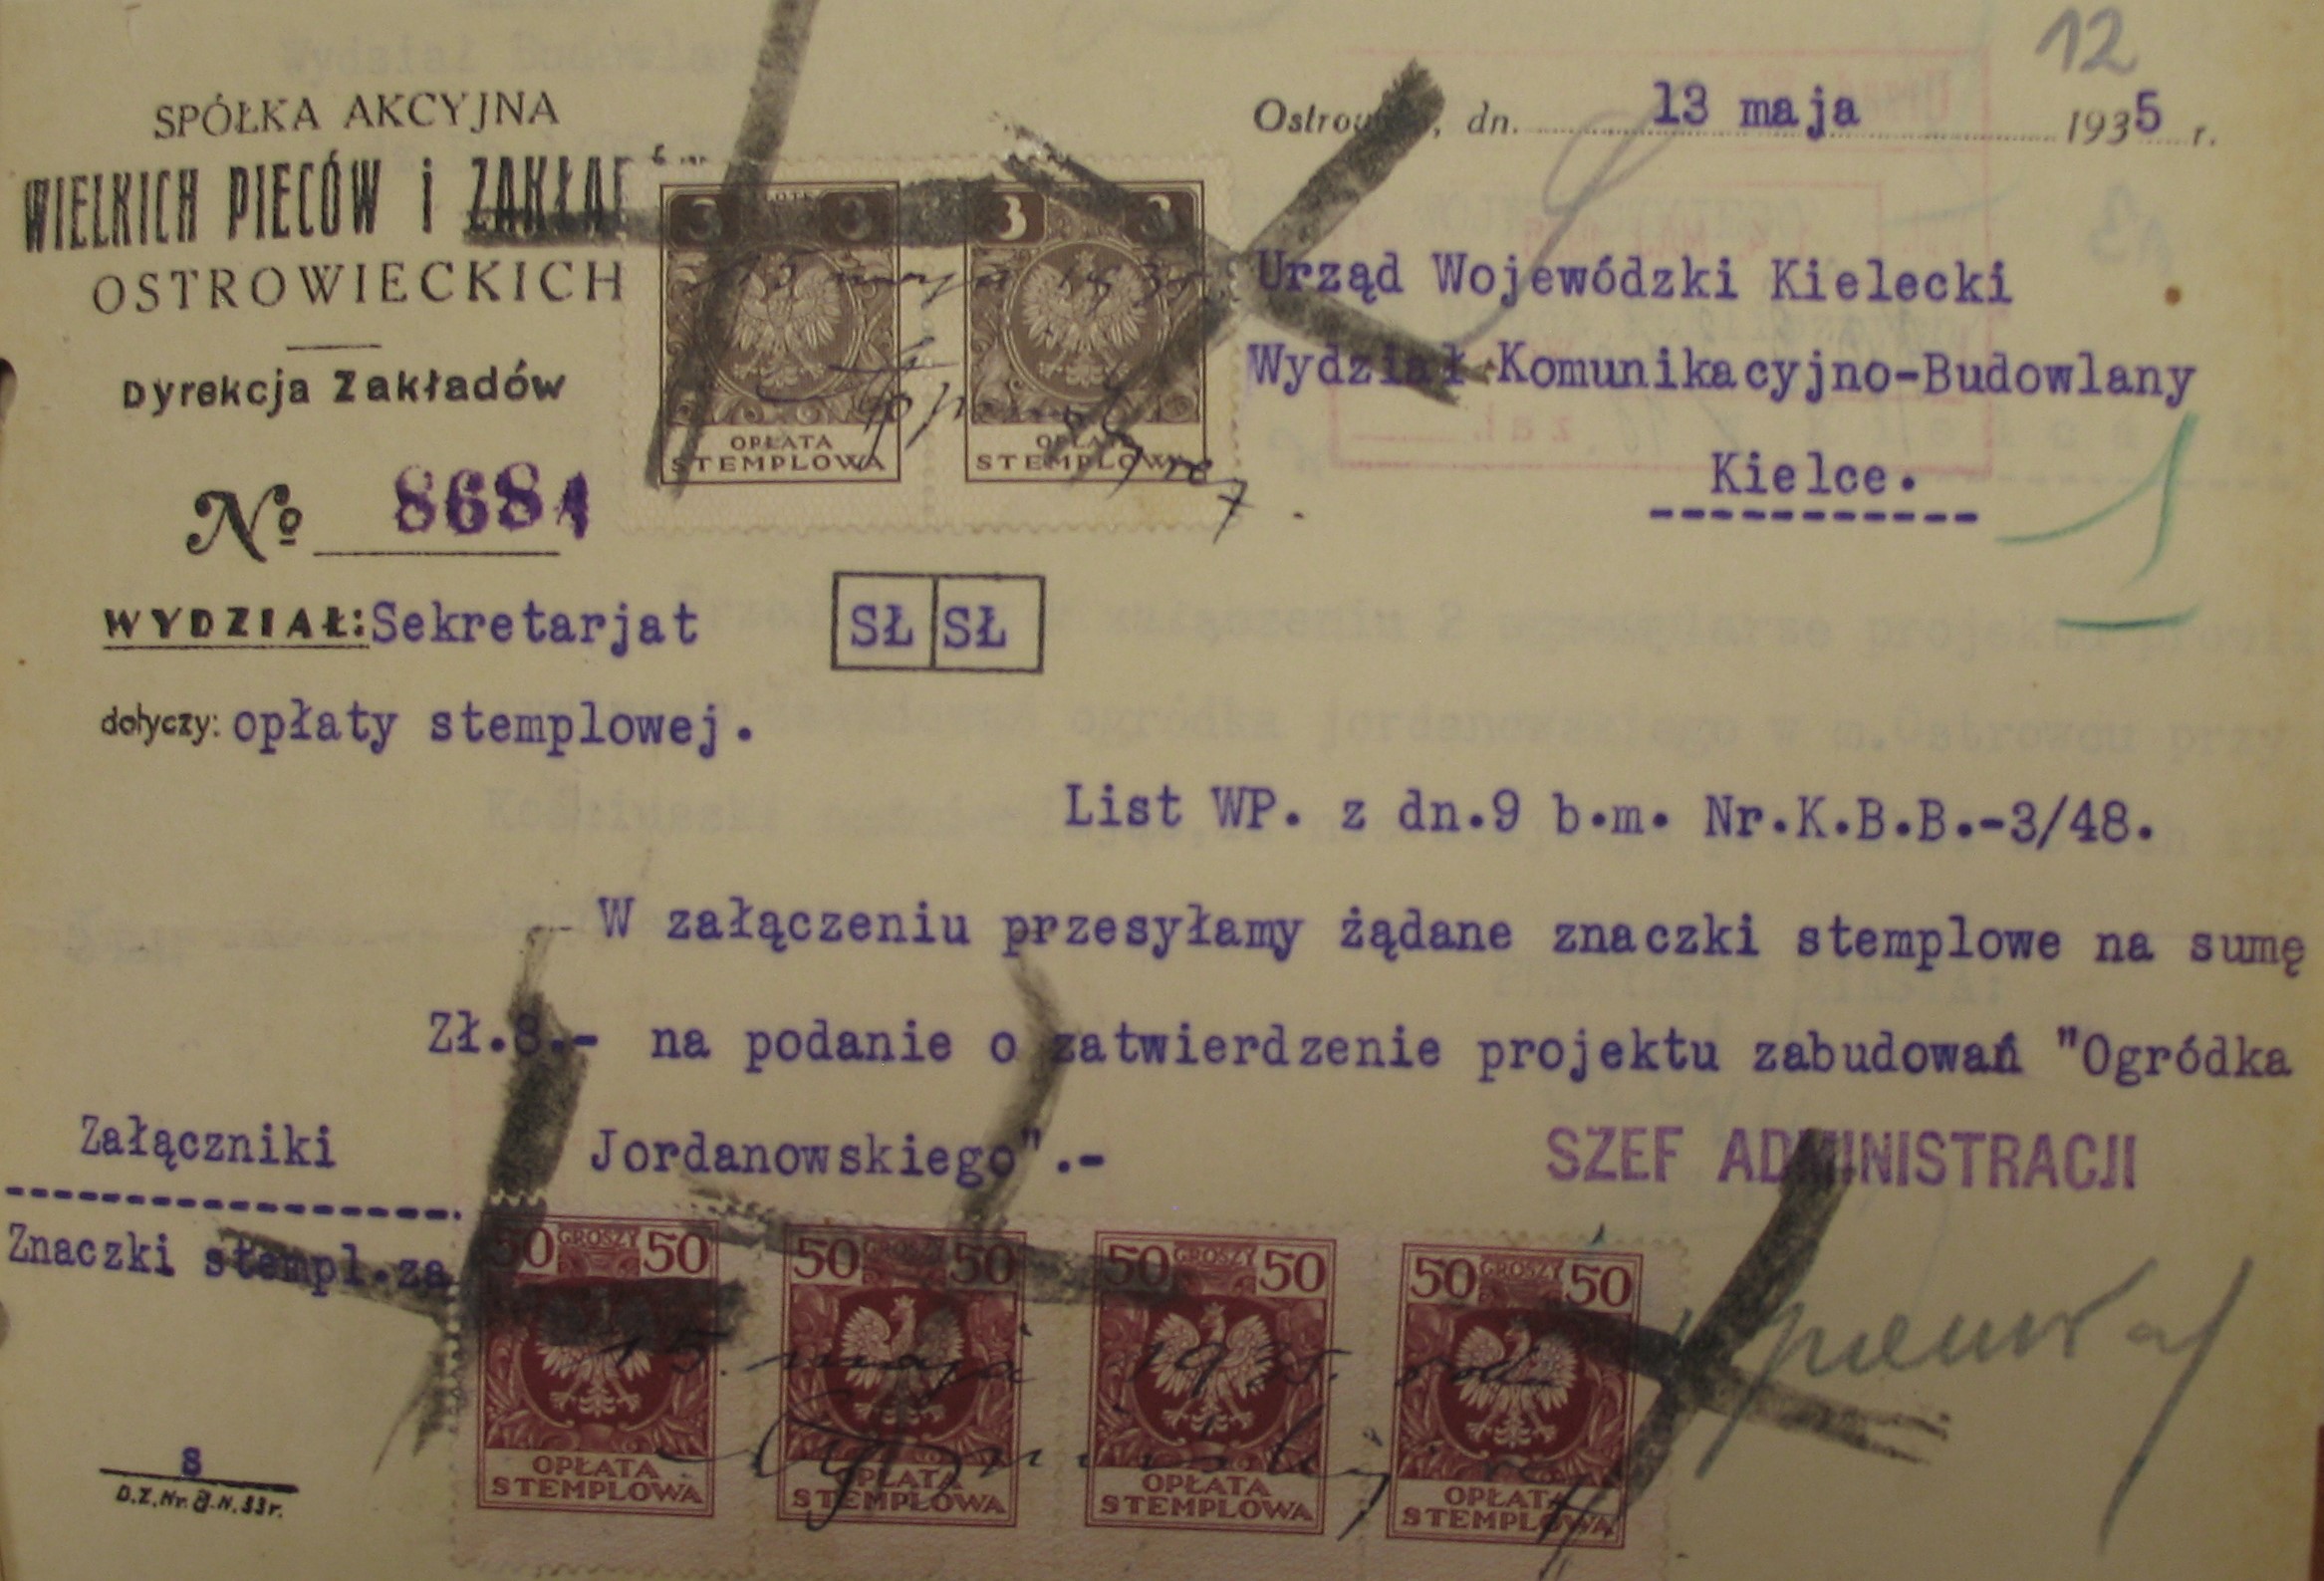 12
SPÓŁKA AKCYJNA
WIELKICH PIECÓW i
OSTROWIECKICH
Dyrekcja Zakładów
№ 8681
WYDZIAŁ: Sekretarjat
SŁ SŁ
dotyczy: opłaty stemplowej.
dn. 13 maja 1935 r.
Urząd Wojewódzki Kielecki
Wydział Komunikacyjno-Budowlany
Kielce.
3 3
OPŁATA
STEMPLOWA
3 3
OPŁATA
STEMPLOWA
List WP. z dn.9 b.m. Nr.K.B.B.-3/48.
W załączeniu przesyłamy żądane znaczki stemplowe na sumę
Zł.8.- na podanie o zatwierdzenie projektu zabudowań "Ogródka
Jordanowskiego".-
Załączniki
Znaczki stempl.za
SZEF ADMINISTRACJI
50 GROSZY 50
OPŁATA
STEMPLOWA
50 GROSZY 50
OPŁATA
STEMPLOWA
50 GROSZY 50
OPŁATA
STEMPLOWA
50 GROSZY 50
OPŁATA
STEMPLOWA
15. maja 1935.